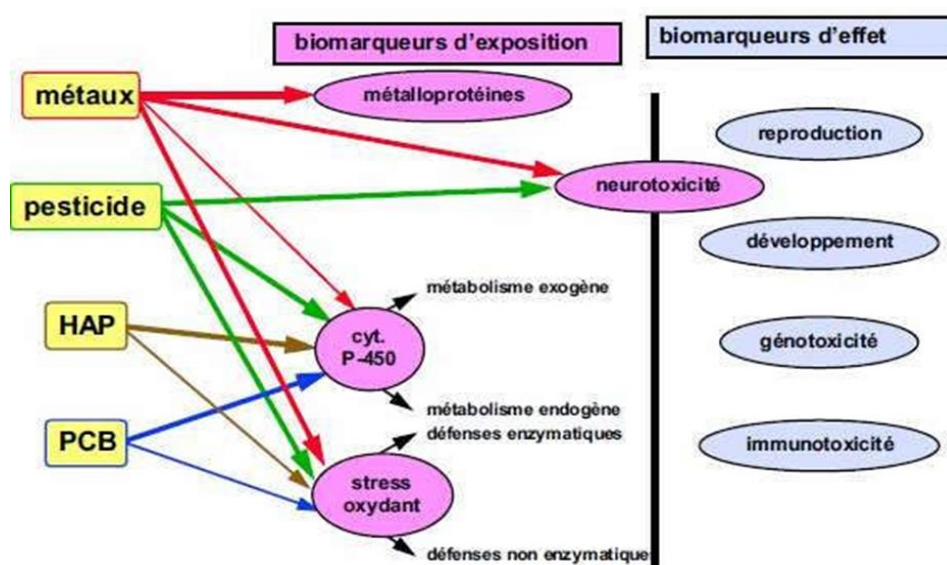 biomarqueurs d'exposition
biomarqueurs d'effet
métaux
métalloprotéines
reproduction
neurotoxicité
pesticide
développement
métabolisme exogène
HAP
cyt.
P-450
génotoxicité
métabolisme endogène
défenses enzymatiques
PCB
immunotoxicité
stress
oxydant
défenses non enzymatique